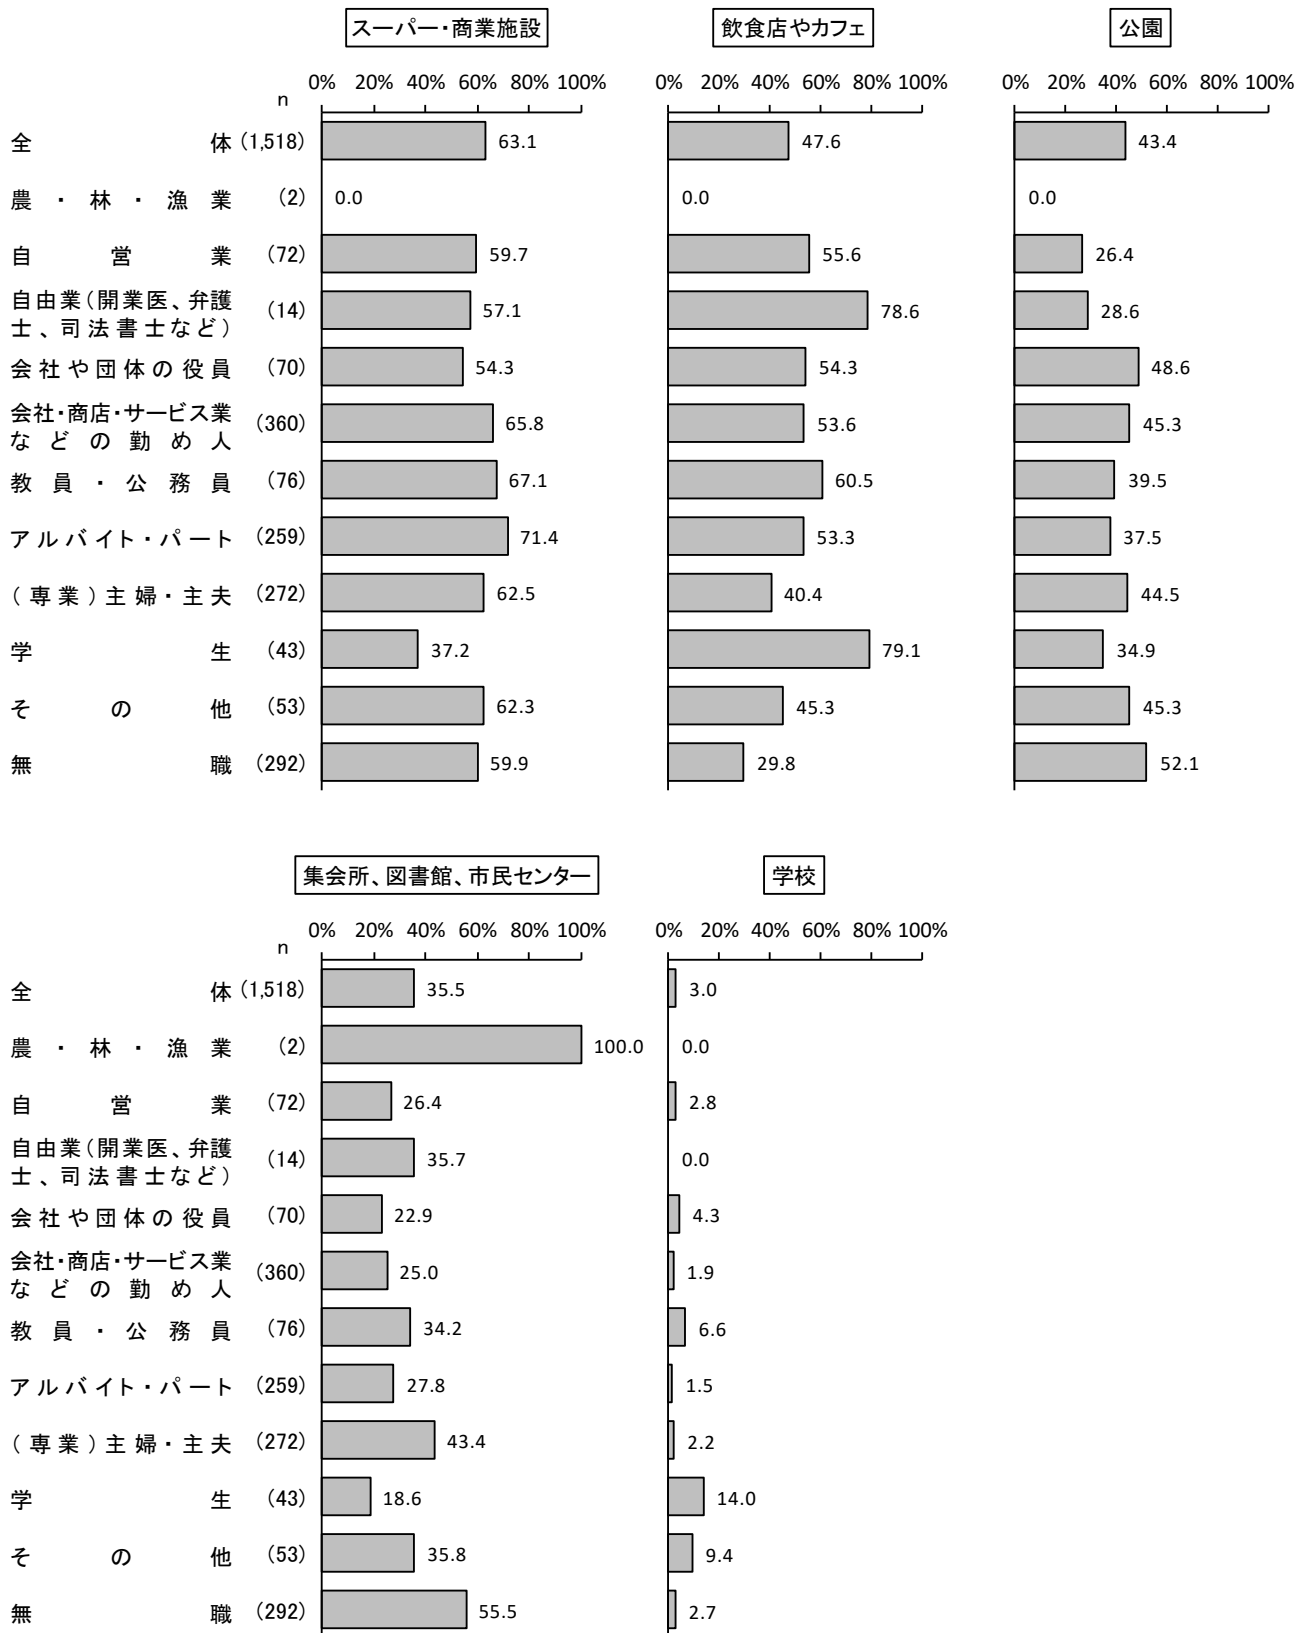 スーパー・商業施設 飲食店やカフェ 公園
0% 20% 40% 60% 80% 100% 0% 20% 40% 60% 80% 100% 0% 20% 40% 60% 80% 100%
n
全体 (1,518) 63.1 47.6 43.4
農・林・漁業 (2) 0.0 0.0 0.0
自営業 (72) 59.7 55.6 26.4
自由業(開業医、弁護
士、司法書士など) (14) 57.1 78.6 28.6
会社や団体の役員 (70) 54.3 54.3 48.6
会社・商店・サービス業
などの勤め人 (360) 65.8 53.6 45.3
教員・公務員 (76) 67.1 60.5 39.5
アルバイト・パート (259) 71.4 53.3 37.5
(専業)主婦・主夫 (272) 62.5 40.4 44.5
学生 (43) 37.2 79.1 34.9
その他 (53) 62.3 45.3 45.3
無職 (292) 59.9 29.8 52.1
集会所、図書館、市民センター 学校
0% 20% 40% 60% 80% 100% 0% 20% 40% 60% 80% 100%
n
全体 (1,518) 35.5 3.0
農・林・漁業 (2) 100.0 0.0
自営業 (72) 26.4 2.8
自由業(開業医、弁護
士、司法書士など) (14) 35.7 0.0
会社や団体の役員 (70) 22.9 4.3
会社・商店・サービス業
などの勤め人 (360) 25.0 1.9
教員・公務員 (76) 34.2 6.6
アルバイト・パート (259) 27.8 1.5
(専業)主婦・主夫 (272) 43.4 2.2
学生 (43) 18.6 14.0
その他 (53) 35.8 9.4
無職 (292) 55.5 2.7